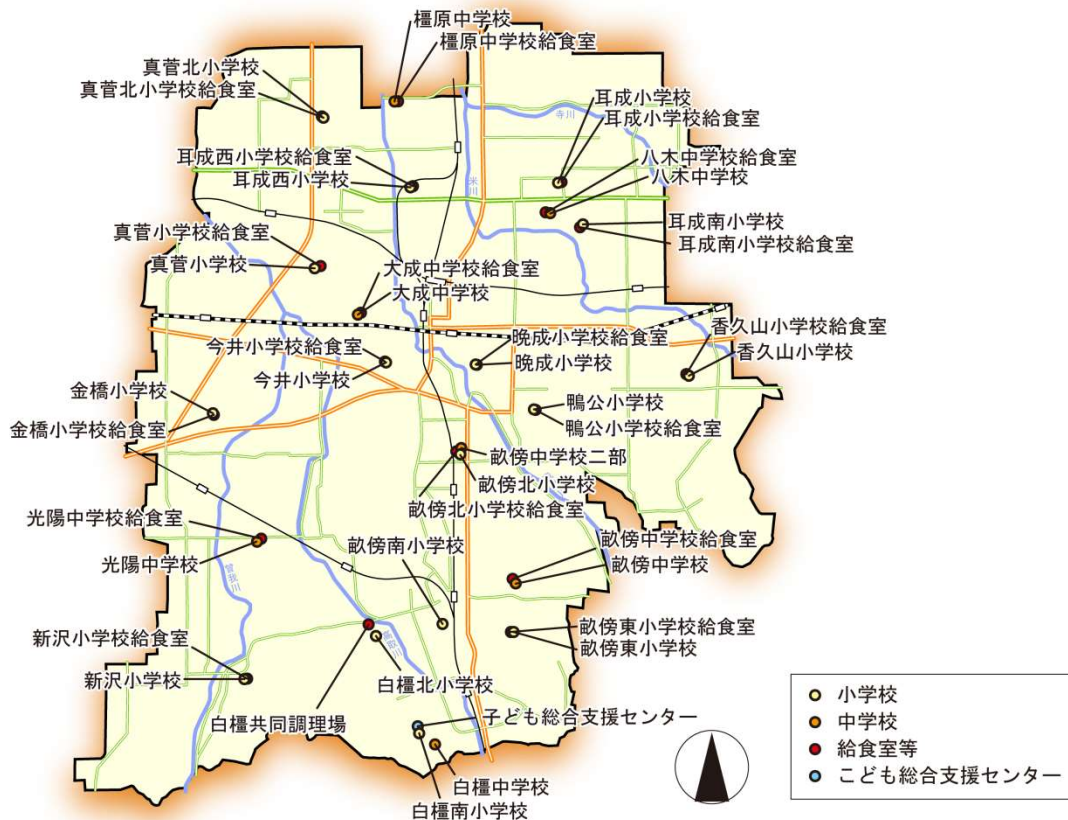 橿原中学校
橿原中学校給食室
真菅北小学校
真菅北小学校給食室
耳成小学校
耳成小学校給食室
寺川
耳成西小学校給食室
耳成西小学校
八木中学校給食室
八木中学校
米川
耳成南小学校
耳成南小学校給食室
真菅小学校給食室
真菅小学校
大成中学校給食室
大成中学校
香久山小学校給食室
香久山小学校
今井小学校給食室
今井小学校
晩成小学校給食室
晩成小学校
金橋小学校
金橋小学校給食室
鴨公小学校
鴨公小学校給食室
畝傍中学校二部
畝傍北小学校
畝傍北小学校給食室
光陽中学校給食室
光陽中学校
畝傍南小学校
畝傍中学校給食室
畝傍中学校
曽我川
新沢小学校給食室
新沢小学校
畝傍東小学校給食室
畝傍東小学校
白橿北小学校
白橿共同調理場
子ども総合支援センター
白橿中学校
白橿南小学校
小学校
中学校
給食室等
こども総合支援センター